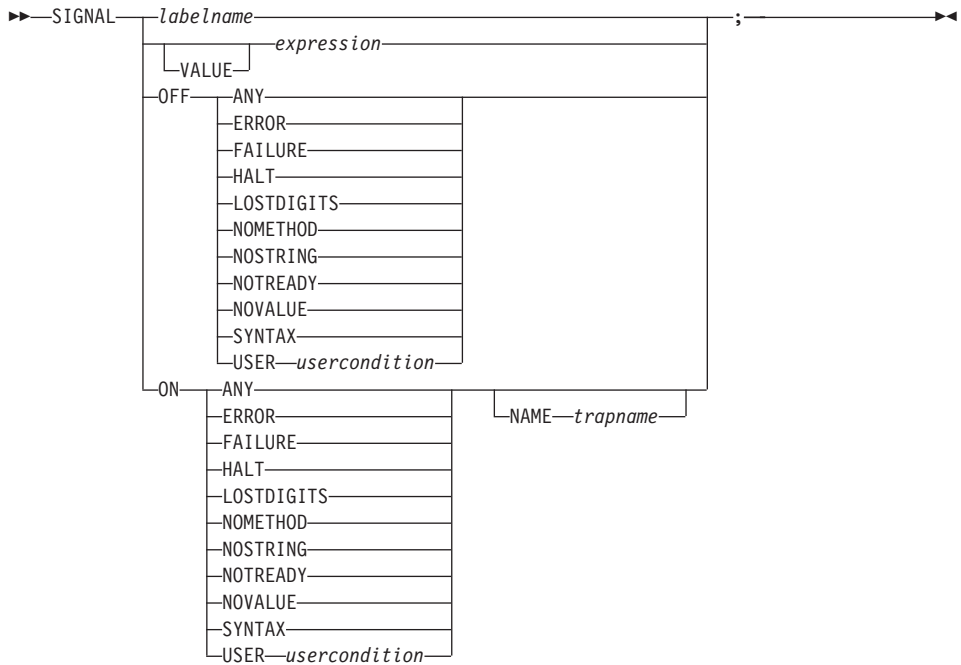 SIGNAL labelname ;
expression
VALUE
OFF ANY
ERROR
FAILURE
HALT
LOSTDIGITS
NOMETHOD
NOSTRING
NOTREADY
NOVALUE
SYNTAX
USER usercondition
ON ANY
ERROR NAME trapname
FAILURE
HALT
LOSTDIGITS
NOMETHOD
NOSTRING
NOTREADY
NOVALUE
SYNTAX
USER usercondition